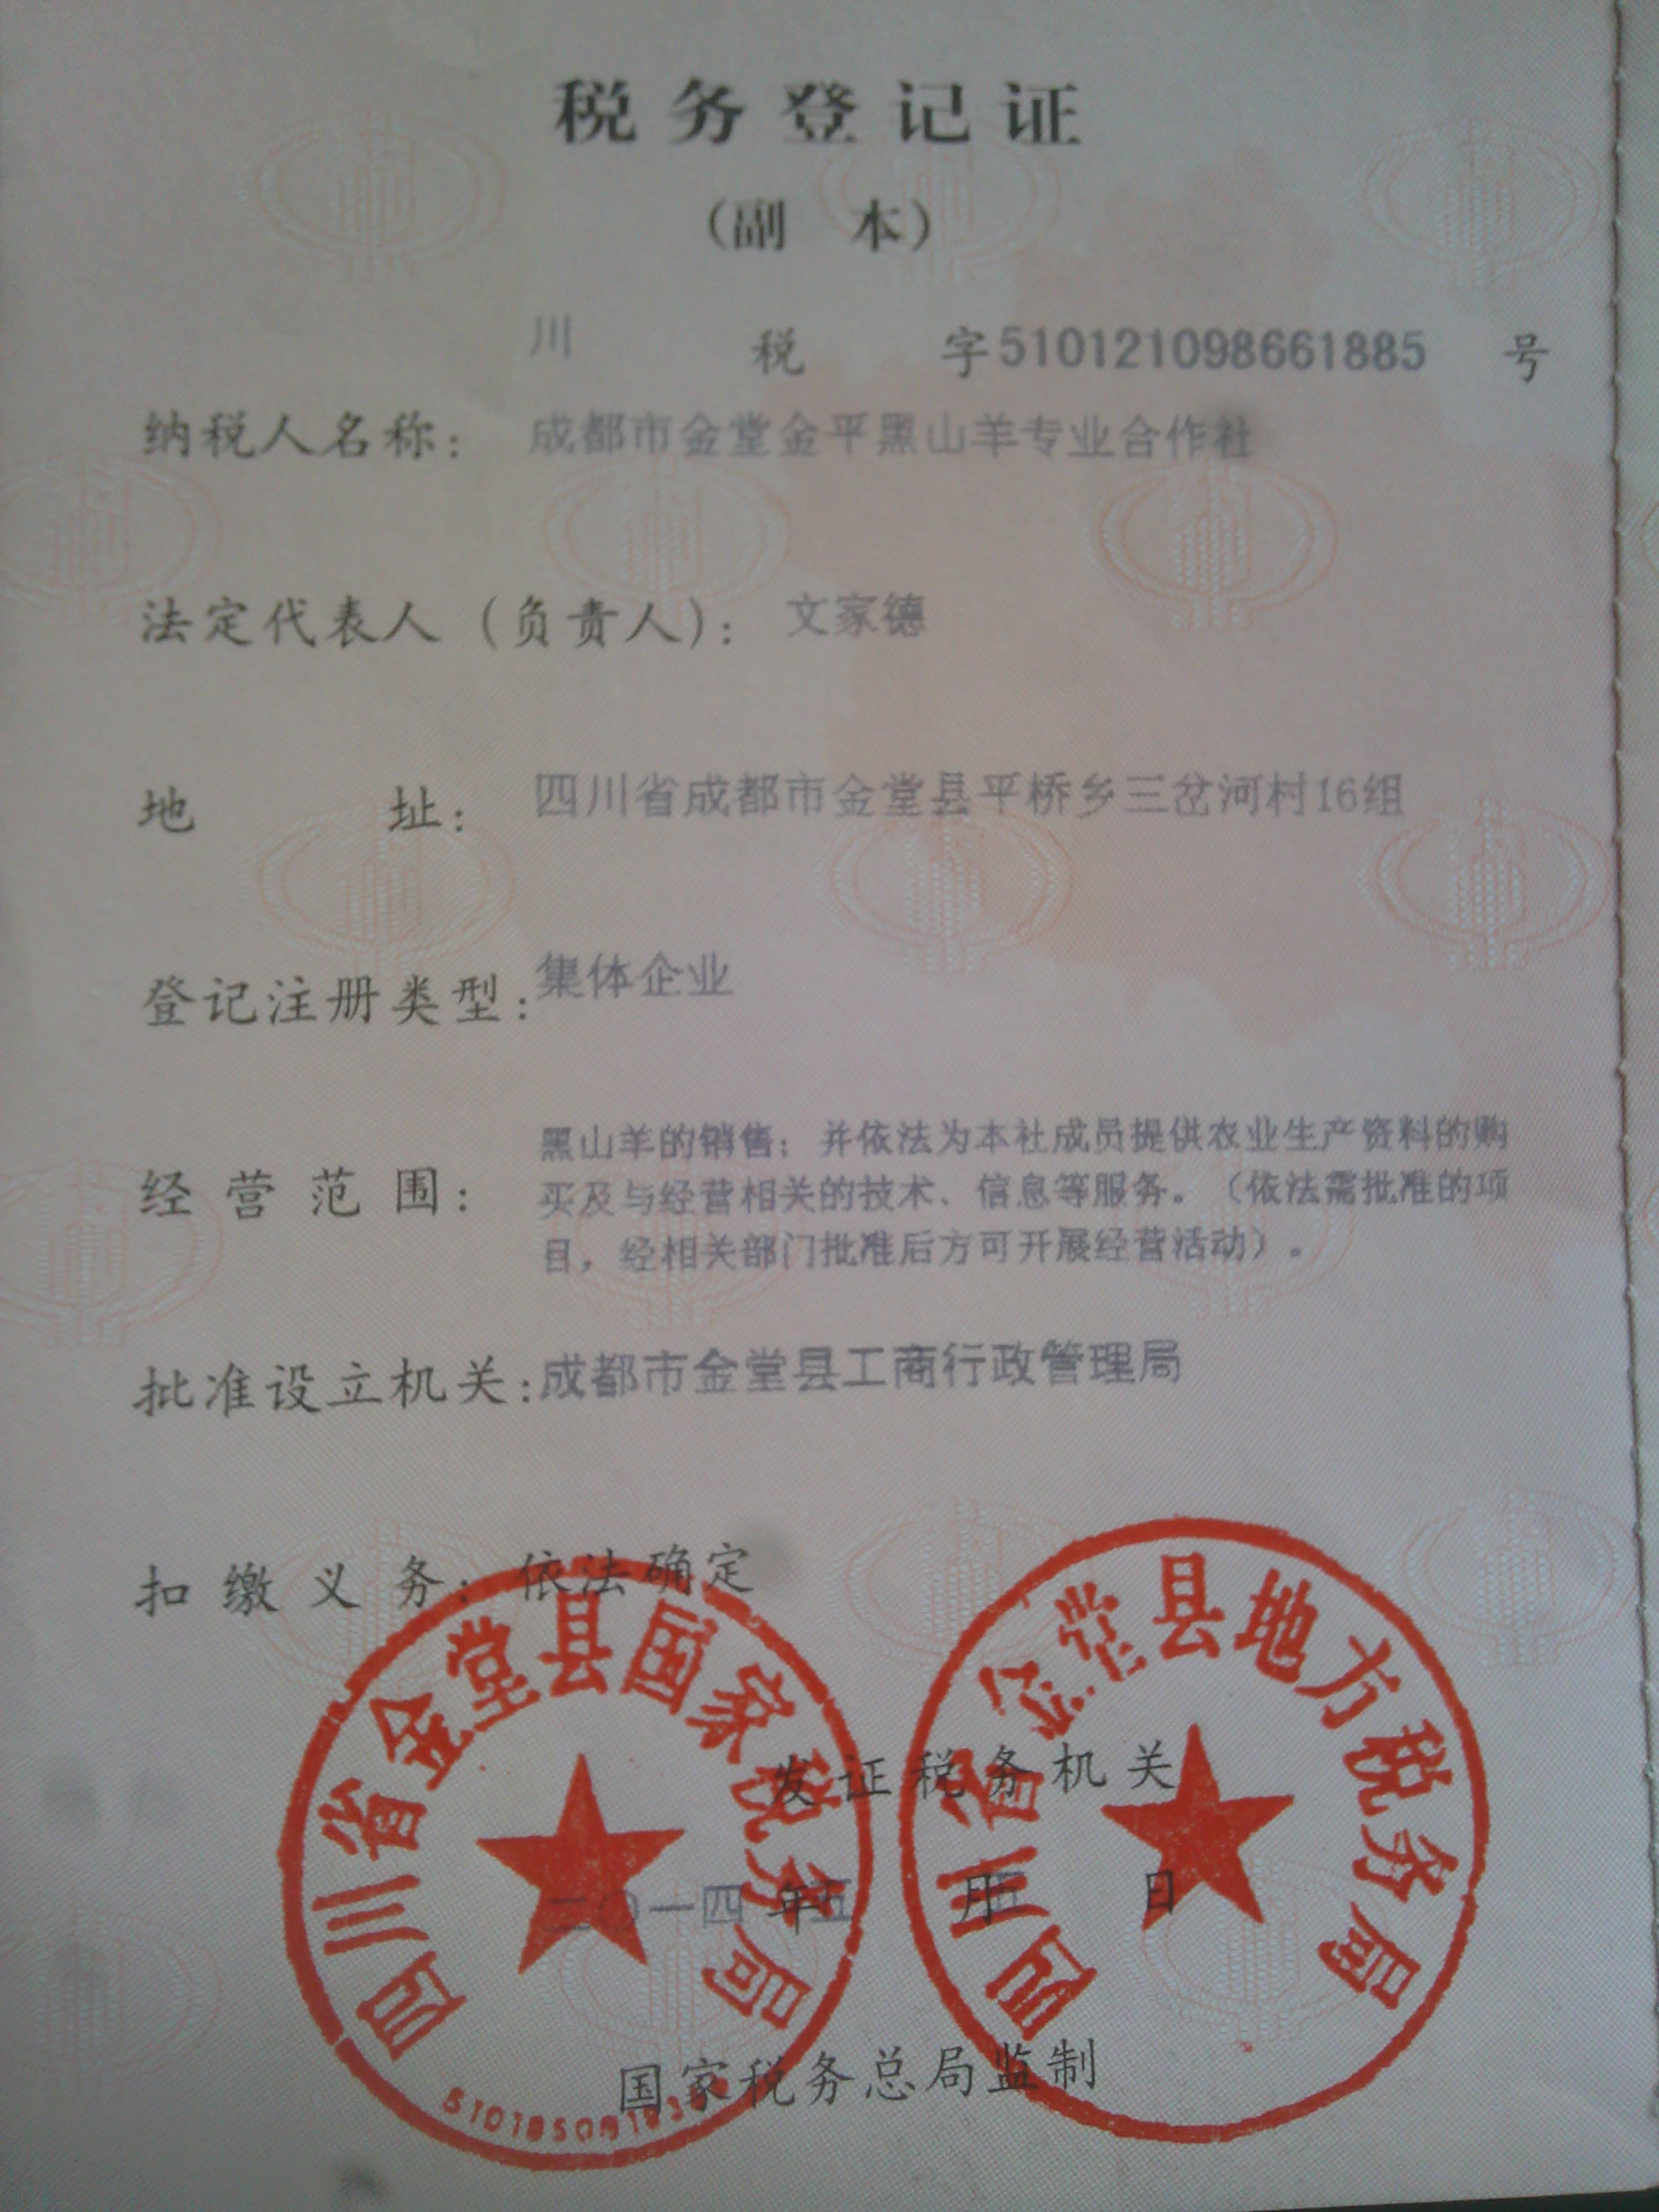 税务登记证
（副 本）
川 税 字510121098661885 号
纳税人名称： 成都市金堂金平黑山羊专业合作社
法定代表人（负责人）： 文家德
地 址： 四川省成都市金堂县平桥乡三岔河村16组
登记注册类型：集体企业
经营范围： 黑山羊的销售；并依法为本社成员提供农业生产资料的购
买及与经营相关的技术、信息等服务。（依法需批准的项
目，经相关部门批准后方可开展经营活动）。
批准设立机关：成都市金堂县工商行政管理局
扣缴义务：依法确定
四川省金堂县国家税务局
四川省金堂县地方税务局
发证税务机关
二〇一四 年 五 月 五 日
国家税务总局监制